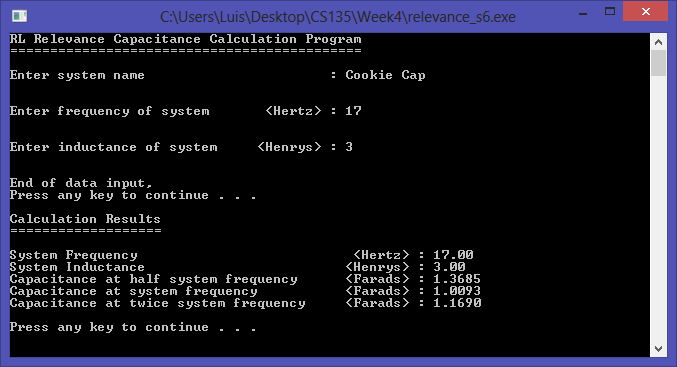 C:\Users\Luis\Desktop\CS135\Week4\relevance_s6.exe
RL Relevance Capacitance Calculation Program
============================================
Enter system name                       : Cookie Cap
Enter frequency of system       <Hertz> : 17
Enter inductance of system     <Henrys> : 3
End of data input,
Press any key to continue . . .
Calculation Results
===================
System Frequency                           <Hertz> : 17.00
System Inductance                         <Henrys> : 3.00
Capacitance at half system frequency      <Farads> : 1.3685
Capacitance at system frequency           <Farads> : 1.0093
Capacitance at twice system frequency     <Farads> : 1.1690
Press any key to continue . . .